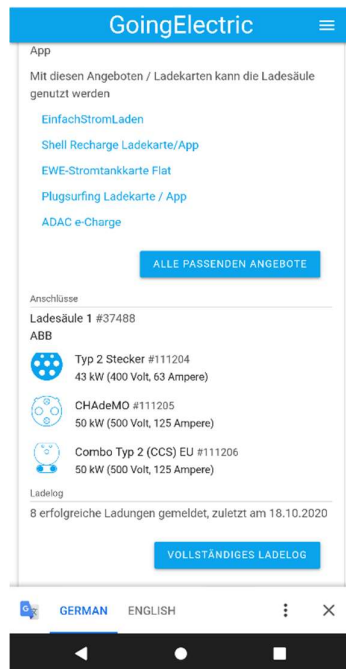 GoingElectric
App
Mit diesen Angeboten / Ladekarten kann die Ladesäule
genutzt werden
EinfachStromLaden
Shell Recharge Ladekarte/App
EWE-Stromtankkarte Flat
Plugsurfing Ladekarte / App
ADAC e-Charge
ALLE PASSENDEN ANGEBOTE
Anschlüsse
Ladesäule 1 #37488
ABB
Typ 2 Stecker #111204
43 kW (400 Volt, 63 Ampere)
CHAdeMO #111205
50 kW (500 Volt, 125 Ampere)
Combo Typ 2 (CCS) EU #111206
50 kW (500 Volt, 125 Ampere)
Ladelog
8 erfolgreiche Ladungen gemeldet, zuletzt am 18.10.2020
VOLLSTÄNDIGES LADELOG
GERMAN ENGLISH